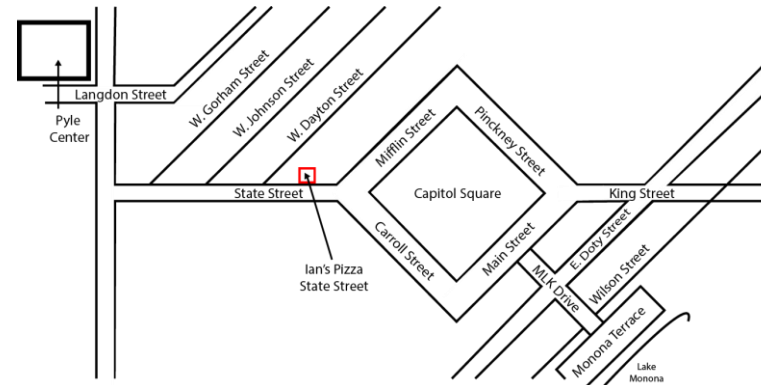 Langdon Street
Pyle
Center
W. Gorham Street
W. Johnson Street
W. Dayton Street
State Street
Ian's Pizza
State Street
Mifflin Street
Pinckney Street
Capitol Square
Carroll Street
Main Street
King Street
E. Doty Street
MLK Drive
Wilson Street
Monona Terrace
Lake
Monona